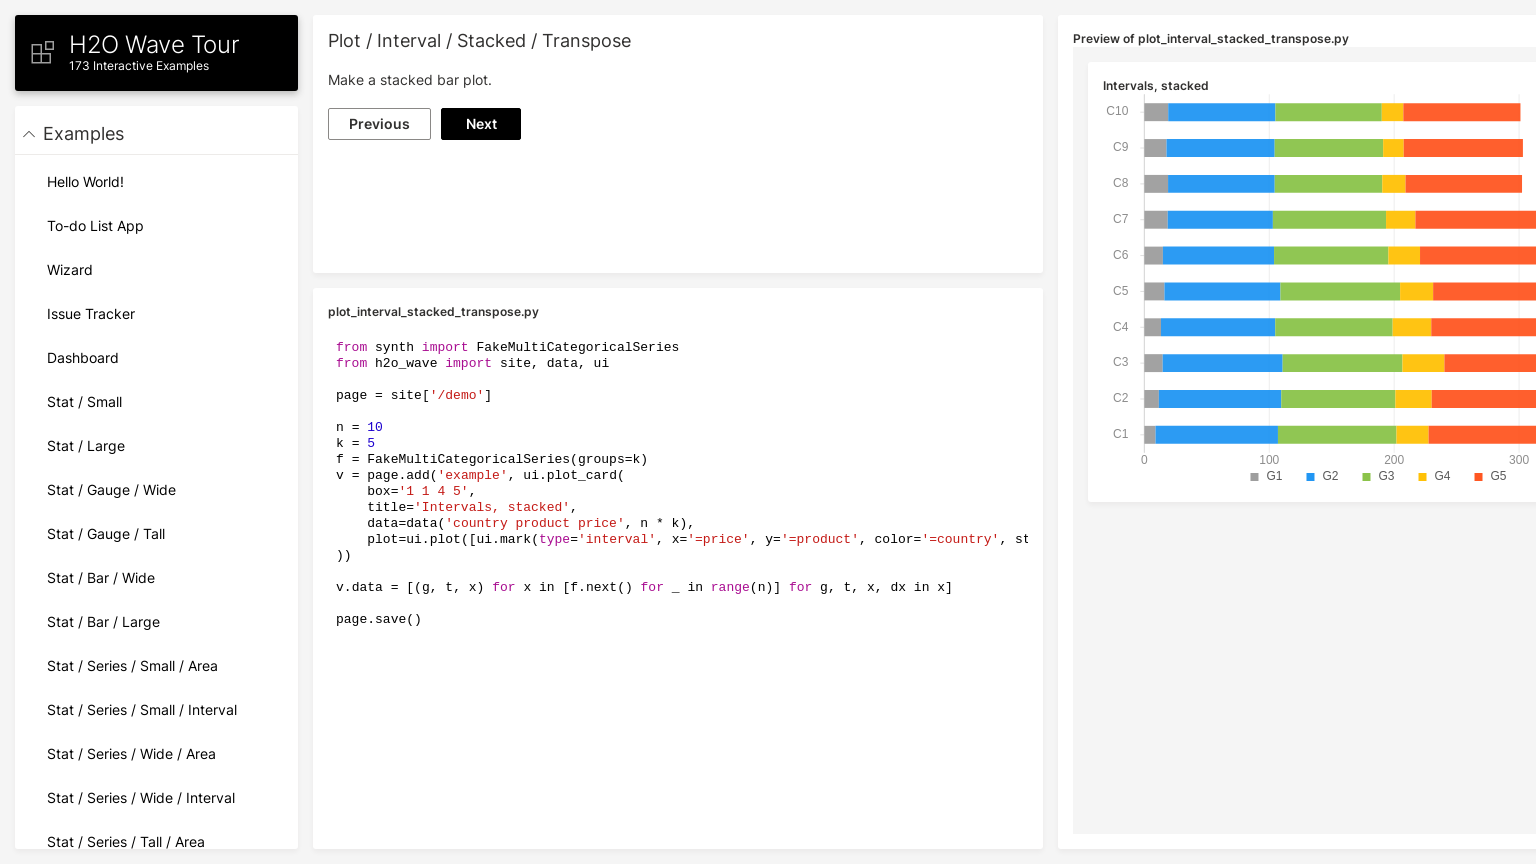 H2O Wave Tour
173 Interactive Examples
Examples
Hello World!
To-do List App
Wizard
Issue Tracker
Dashboard
Stat / Small
Stat / Large
Stat / Gauge / Wide
Stat / Gauge / Tall
Stat / Bar / Wide
Stat / Bar / Large
Stat / Series / Small / Area
Stat / Series / Small / Interval
Stat / Series / Wide / Area
Stat / Series / Wide / Interval
Stat / Series / Tall / Area
Plot / Interval / Stacked / Transpose
Make a stacked bar plot.
Previous
Next
plot_interval_stacked_transpose.py
from synth import FakeMultiCategoricalSeries
from h2o_wave import site, data, ui
page = site['/demo']
n = 10
k = 5
f = FakeMultiCategoricalSeries(groups=k)
v = page.add('example', ui.plot_card(
    box='1 1 4 5',
    title='Intervals, stacked',
    data=data('country product price', n * k),
    plot=ui.plot([ui.mark(type='interval', x='=price', y='=product', color='=country', st
))
v.data = [(g, t, x) for x in [f.next() for _ in range(n)] for g, t, x, dx in x]
page.save()
Preview of plot_interval_stacked_transpose.py
Intervals, stacked
C10
C9
C8
C7
C6
C5
C4
C3
C2
C1
0 100 200 300
G1 G2 G3 G4 G5